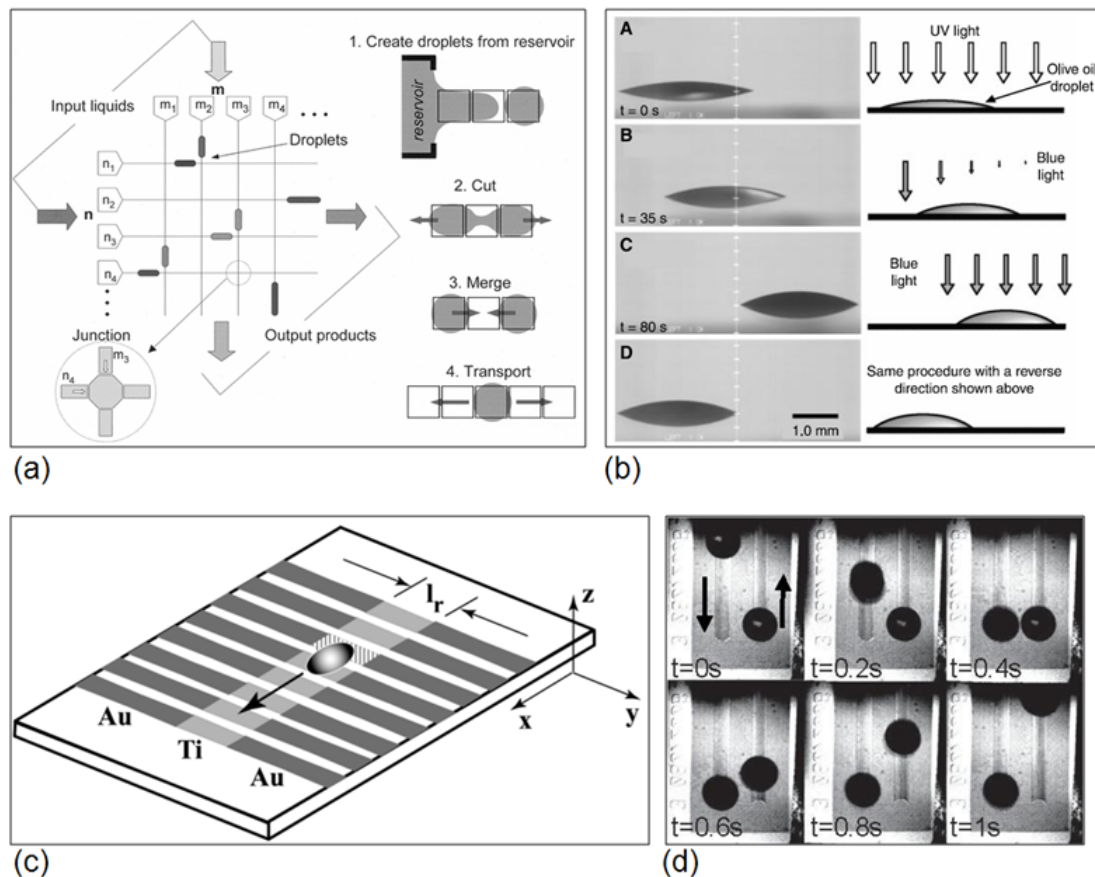 1. Create droplets from reservoir
m
Input liquids
m1 m2 m3 m4 • • •
reservoir
Droplets
n1
n2
n
n3
n4
2. Cut
3. Merge
Junction
Output products
m3
n4
4. Transport
(a)
A
t = 0 s
UV light
Olive oil
droplet
B
t = 35 s
Blue
light
C
t = 80 s
Blue
light
D
1.0 mm
Same procedure with a reverse
direction shown above
(b)
lr
z
x
y
Au
Ti
Au
(c)
t=0s
t=0.2s
t=0.4s
t=0.6s
t=0.8s
t=1s
(d)